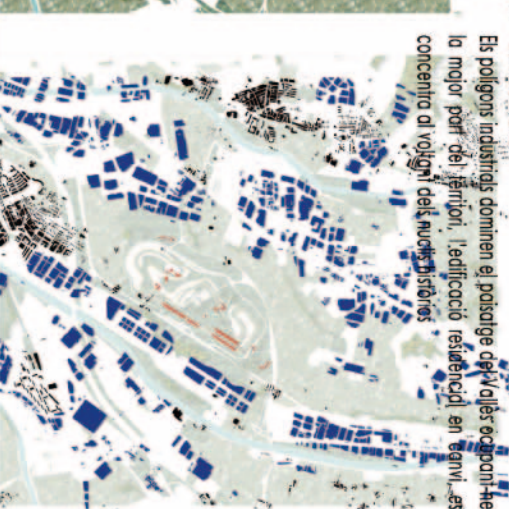 Els polígons industrials dominen el paisatge del Vallès ocupant-ne
la major part del territori, l'edificació residencial en canvi, es
concentra al voltant dels nuclis històrics